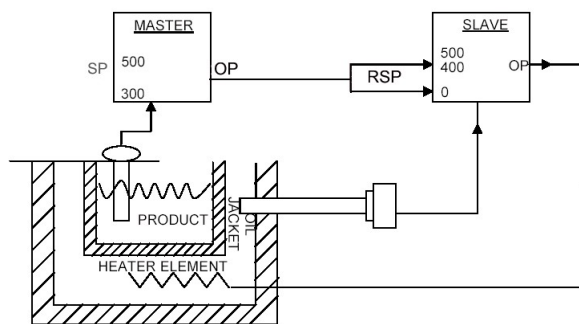 MASTER
SP
500
OP
300
RSP
SLAVE
500
400
OP
0
PRODUCT
OIL
JACKET
HEATER ELEMENT